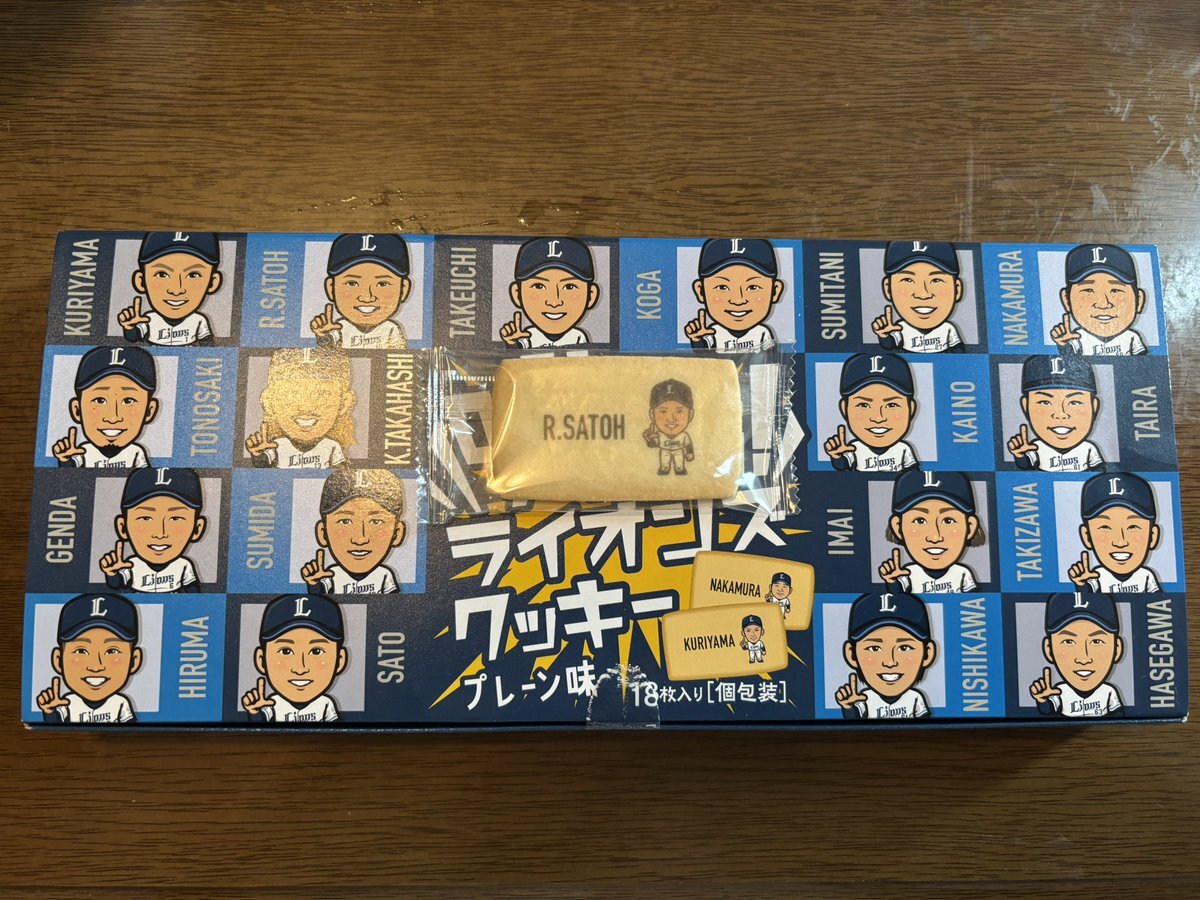 KURIYAMA
R.SATOH
TAKEUCHI
KOGA
SUMITANI
NAKAMURA
TONOSAKI
K.TAKAHASHI
R.SATOH
KAINO
TAIRA
GENDA
SUMIDA
ライオンズ
クッキー
プレーン味
18枚入り[個包装]
NAKAMURA
KURIYAMA
IMAI
TAKIZAWA
HIRUMA
SATO
NISHIKAWA
HASEGAWA